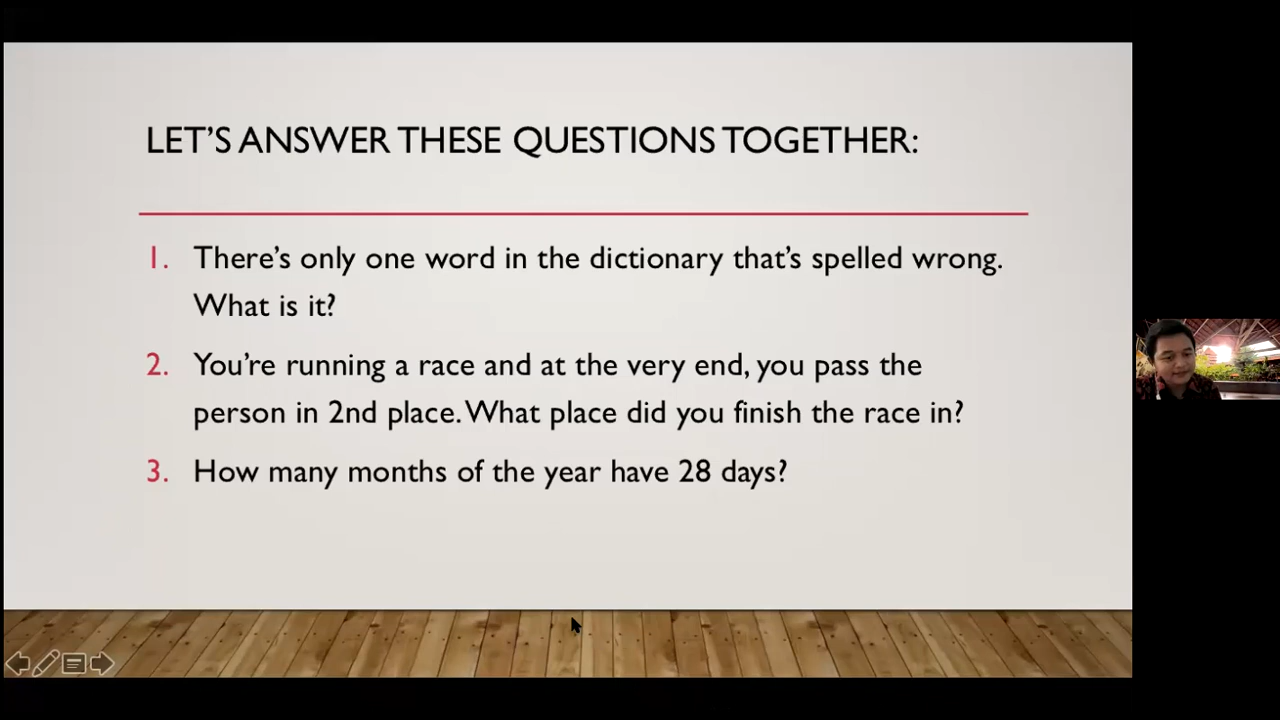 LET'S ANSWER THESE QUESTIONS TOGETHER:
1. There's only one word in the dictionary that's spelled wrong.
What is it?
2. You're running a race and at the very end, you pass the
person in 2nd place. What place did you finish the race in?
3. How many months of the year have 28 days?